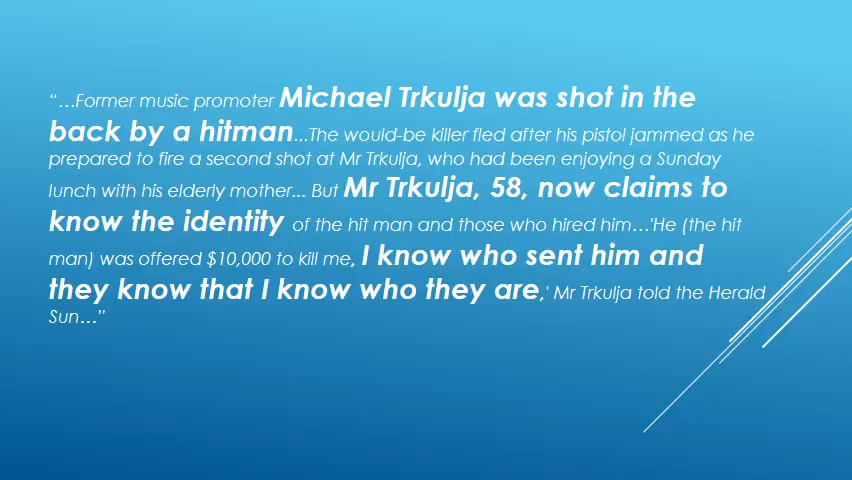 “…Former music promoter Michael Trkulja was shot in the
back by a hitman...The would-be killer fled after his pistol jammed as he
prepared to fire a second shot at Mr Trkulja, who had been enjoying a Sunday
lunch with his elderly mother... But Mr Trkulja, 58, now claims to
know the identity of the hit man and those who hired him…'He (the hit
man) was offered $10,000 to kill me, I know who sent him and
they know that I know who they are,' Mr Trkulja told the Herald
Sun…”